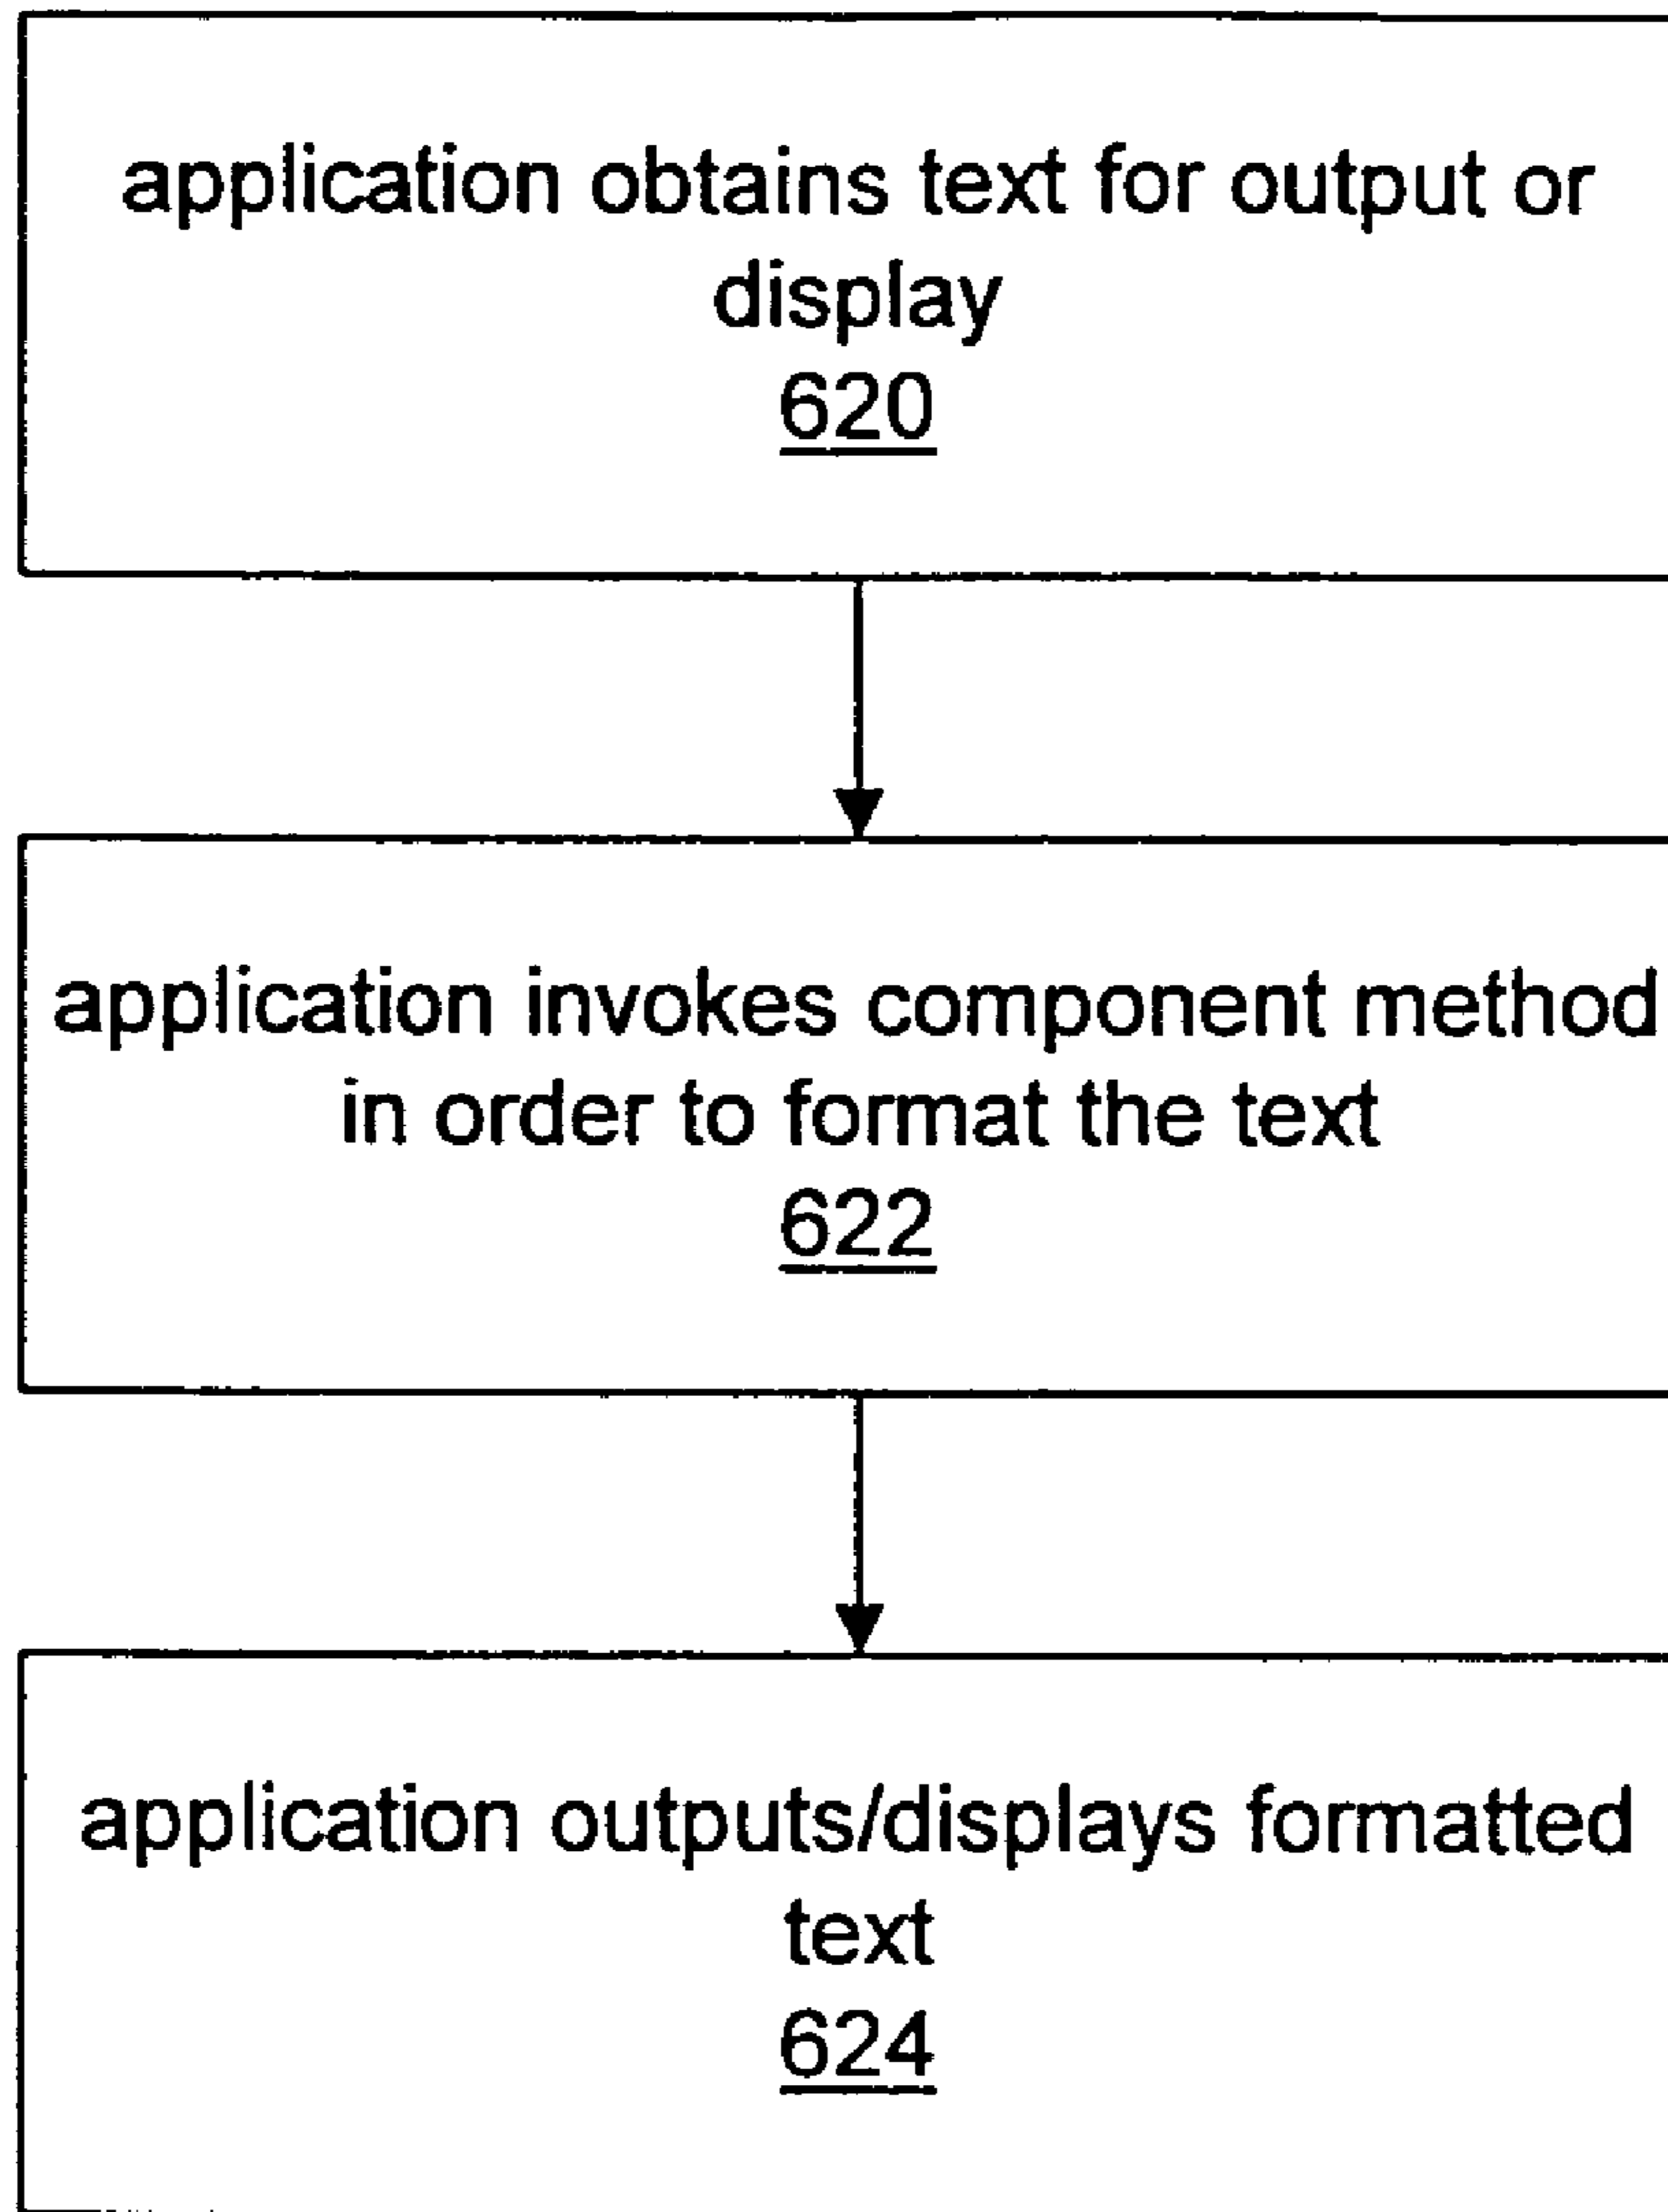 application obtains text for output or
display
620
application invokes component method
in order to format the text
622
application outputs/displays formatted
text
624